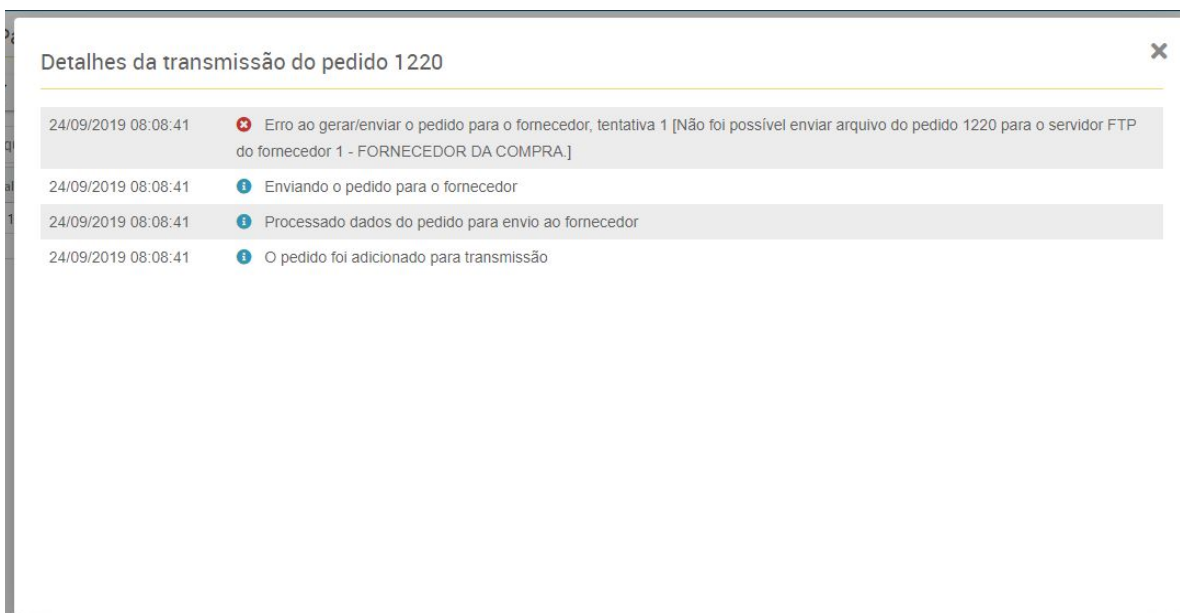 Detalhes da transmissão do pedido 1220
24/09/2019 08:08:41 Erro ao gerar/enviar o pedido para o fornecedor, tentativa 1 [Não foi possível enviar arquivo do pedido 1220 para o servidor FTP
do fornecedor 1 - FORNECEDOR DA COMPRA.]
24/09/2019 08:08:41 Enviando o pedido para o fornecedor
24/09/2019 08:08:41 Processado dados do pedido para envio ao fornecedor
24/09/2019 08:08:41 O pedido foi adicionado para transmissão